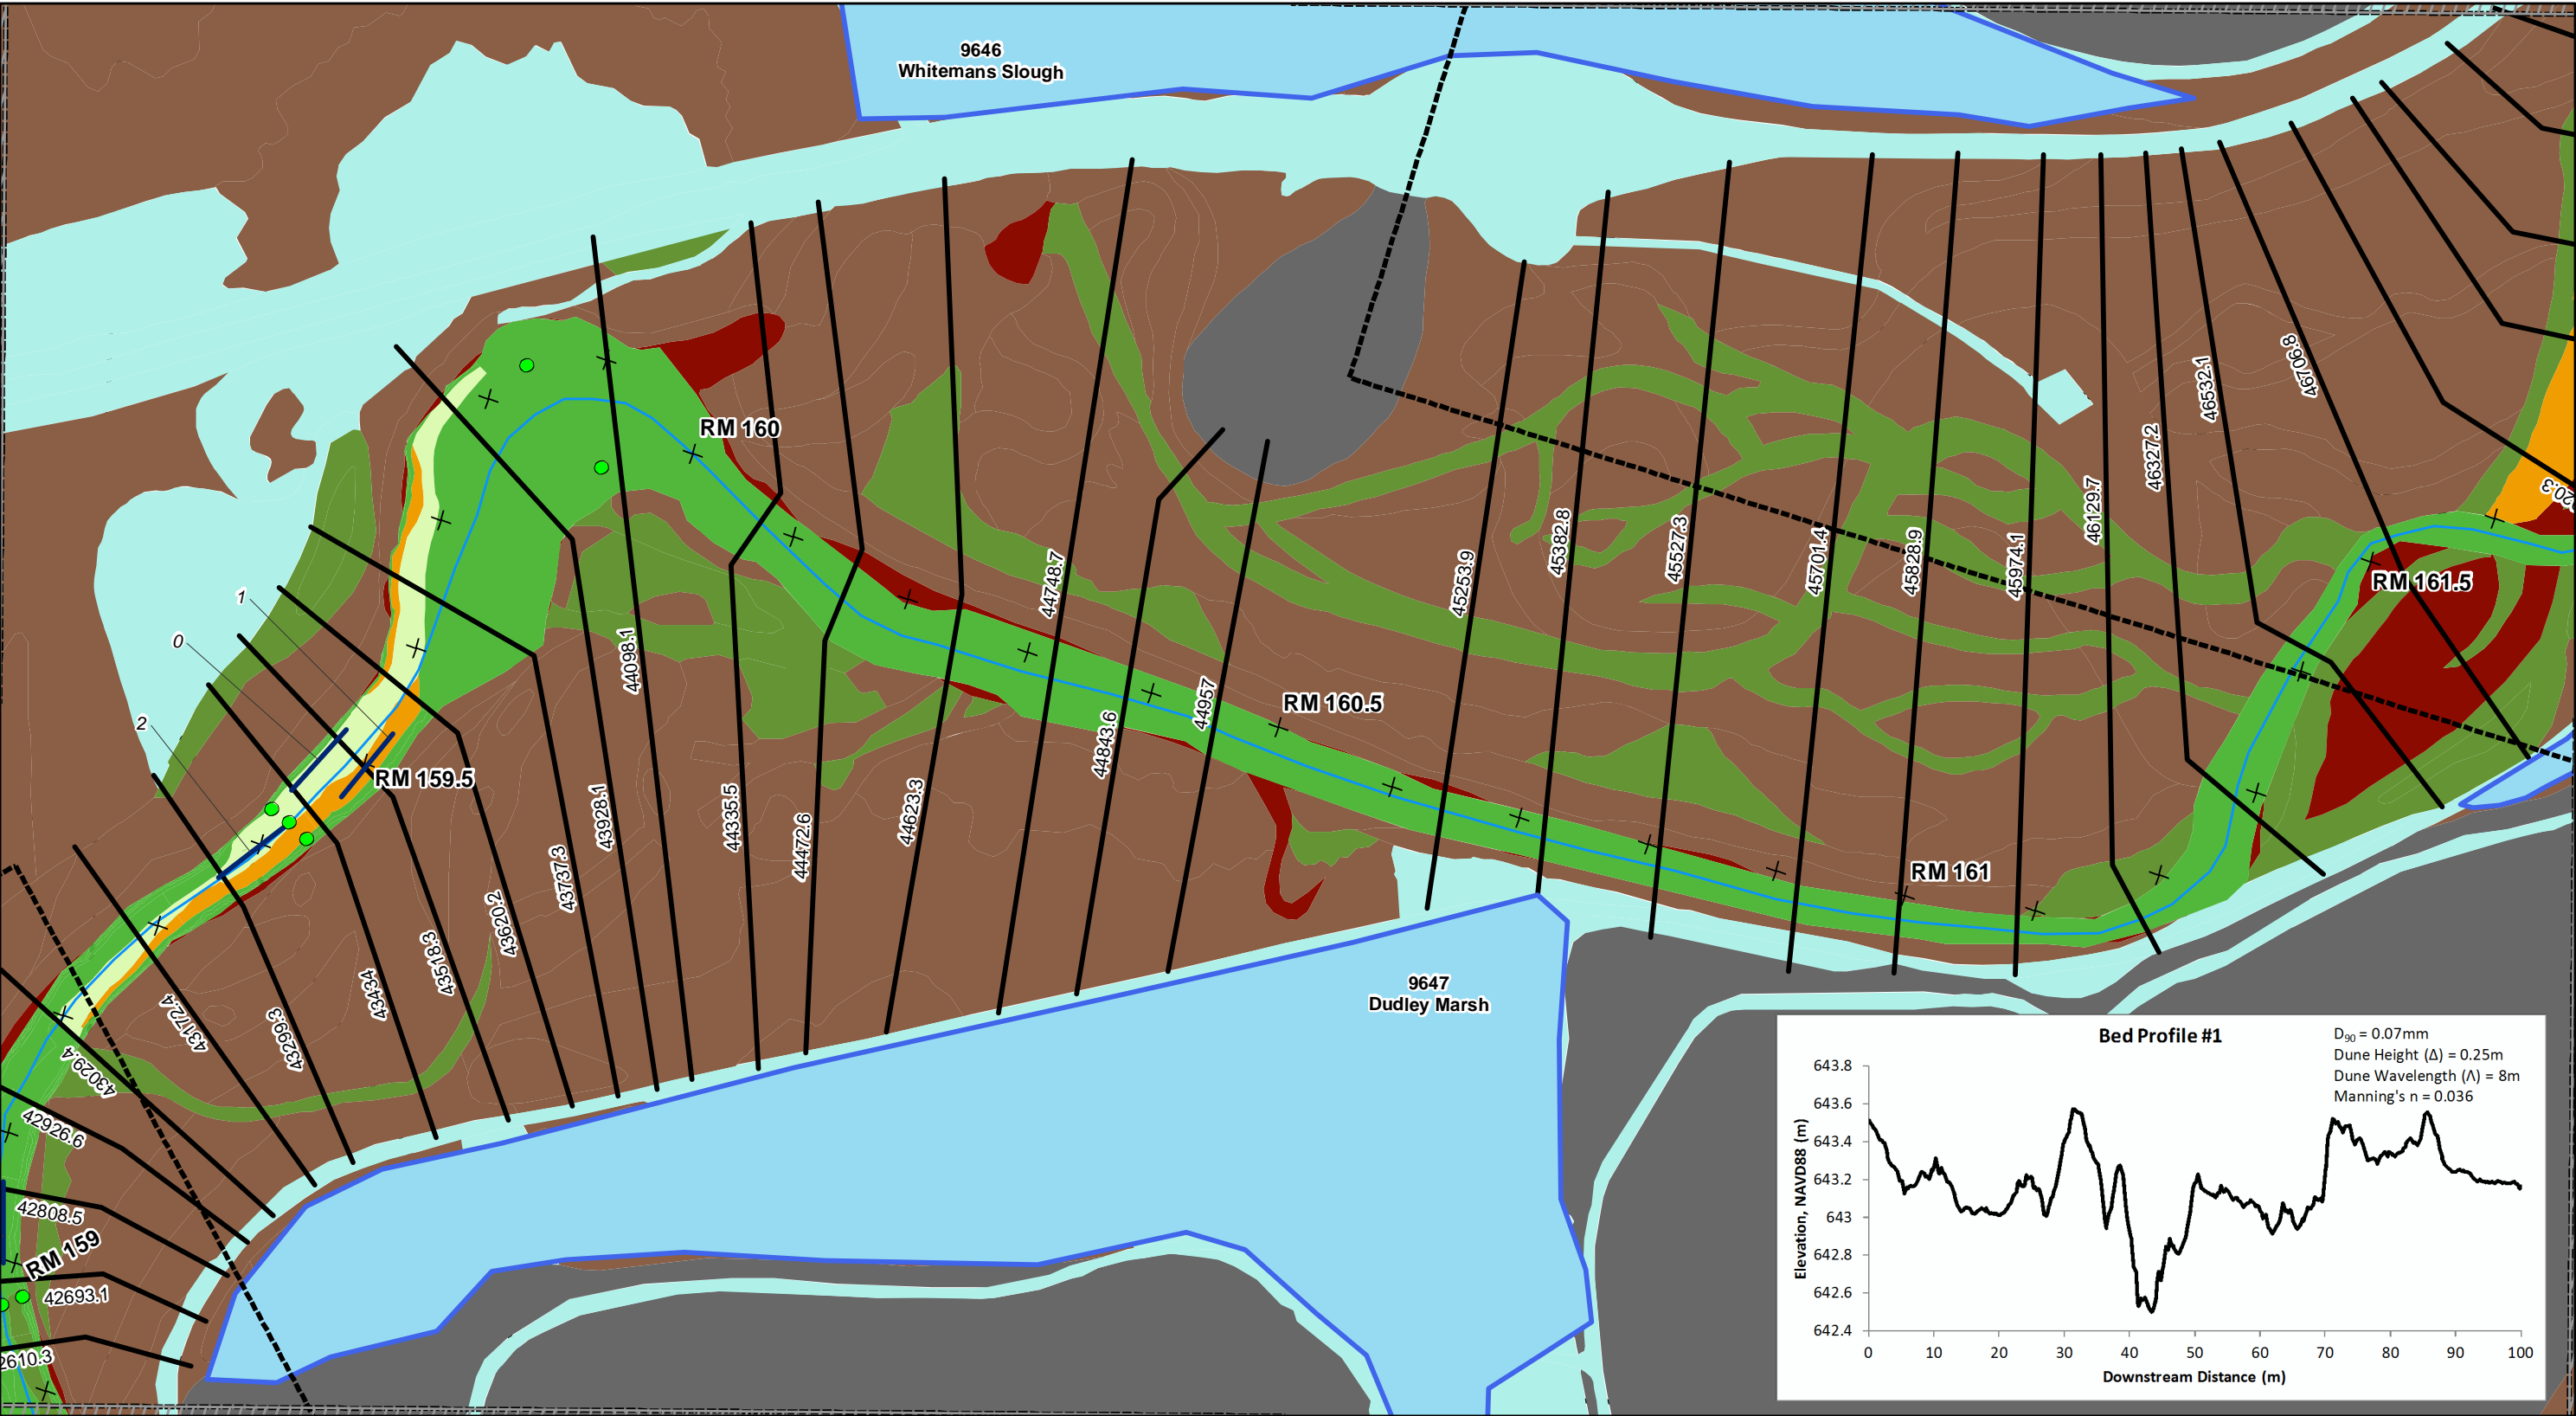 9646
Whitemans Slough
RM 160
1
0
2
RM 159.5
RM 160.5
RM 161
RM 161.5
9647
Dudley Marsh
RM 159
2610.3
42693.1
42808.5
42926.6
43029.4
43172.4
43299.3
43434
43518.3
43620.2
43737.3
43928.1
44098.1
44335.5
44472.6
44623.3
44748.7
44843.6
44957
45253.9
45382.8
45527.3
45701.4
45828.9
45974.1
46129.7
46327.2
46532.1
46790.8
20.3
Bed Profile #1
D90 = 0.07mm
Dune Height (Δ) = 0.25m
Dune Wavelength (Λ) = 8m
Manning's n = 0.036
Elevation, NAVD88 (m)
643.8
643.6
643.4
643.2
643
642.8
642.6
642.4
0 10 20 30 40 50 60 70 80 90 100
Downstream Distance (m)